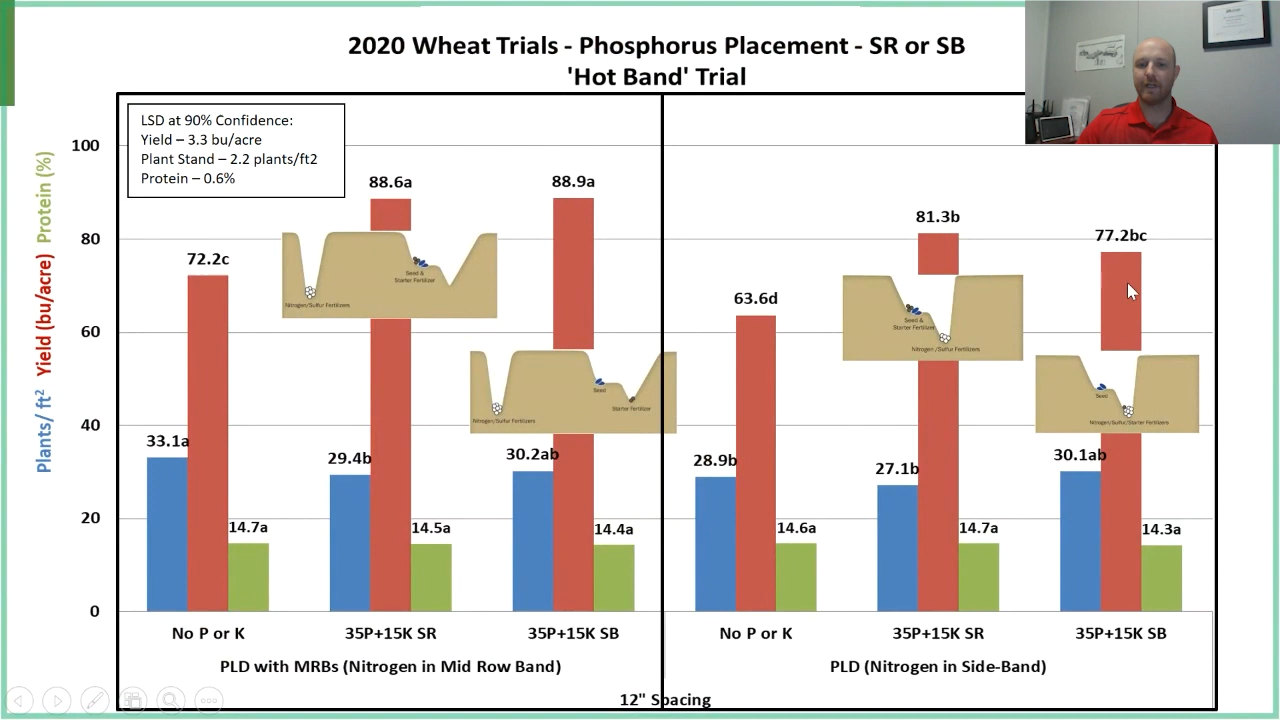 2020 Wheat Trials - Phosphorus Placement - SR or SB
'Hot Band' Trial
LSD at 90% Confidence:
Yield – 3.3 bu/acre
Plant Stand – 2.2 plants/ft2
Protein – 0.6%
Plants/ ft2 Yield (bu/acre) Protein (%)
100
80
60
40
20
0
33.1a
72.2c
14.7a
29.4b
88.6a
14.5a
30.2ab
88.9a
14.4a
28.9b
63.6d
14.6a
27.1b
81.3b
14.7a
30.1ab
77.2bc
14.3a
Seed &
Starter Fertilizer
Nitrogen/Sulfur Fertilizers
Seed
Starter Fertilizer
Nitrogen/Sulfur Fertilizers
Seed &
Starter Fertilizer
Nitrogen /Sulfur Fertilizers
Seed
Nitrogen/Sulfur/Starter Fertilizers
No P or K
35P+15K SR
35P+15K SB
No P or K
35P+15K SR
35P+15K SB
PLD with MRBs (Nitrogen in Mid Row Band)
PLD (Nitrogen in Side-Band)
12" Spacing